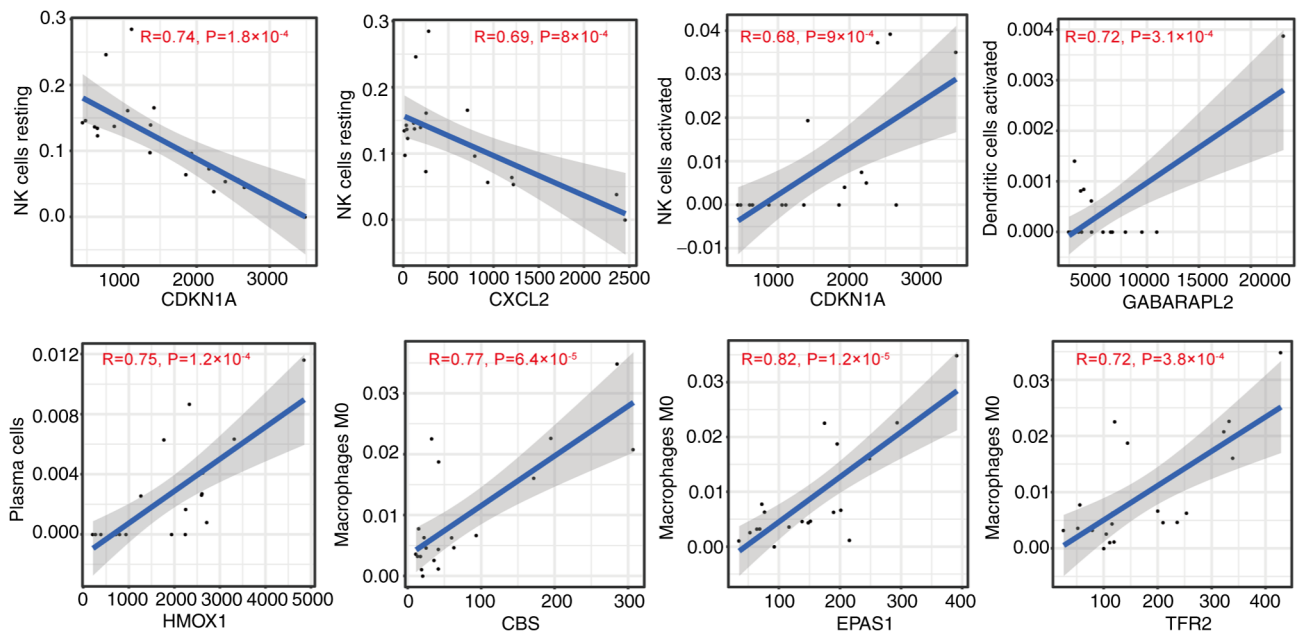 R=0.74, P=1.8×10-4
NK cells resting
0.3
0.2
0.1
0.0
1000 2000 3000
CDKN1A
R=0.69, P=8×10-4
NK cells resting
0.3
0.2
0.1
0.0
0 500 1000 1500 2000 2500
CXCL2
R=0.68, P=9×10-4
NK cells activated
0.04
0.03
0.02
0.01
0.00
−0.01
1000 2000 3000
CDKN1A
R=0.72, P=3.1×10-4
Dendritic cells activated
0.004
0.003
0.002
0.001
0.000
5000 10000 15000 20000
GABARAPL2
R=0.75, P=1.2×10-4
Plasma cells
0.012
0.008
0.004
0.000
0 1000 2000 3000 4000 5000
HMOX1
R=0.77, P=6.4×10-5
Macrophages M0
0.03
0.02
0.01
0.00
0 100 200 300
CBS
R=0.82, P=1.2×10-5
Macrophages M0
0.03
0.02
0.01
0.00
100 200 300 400
EPAS1
R=0.72, P=3.8×10-4
Macrophages M0
0.03
0.02
0.01
0.00
100 200 300 400
TFR2